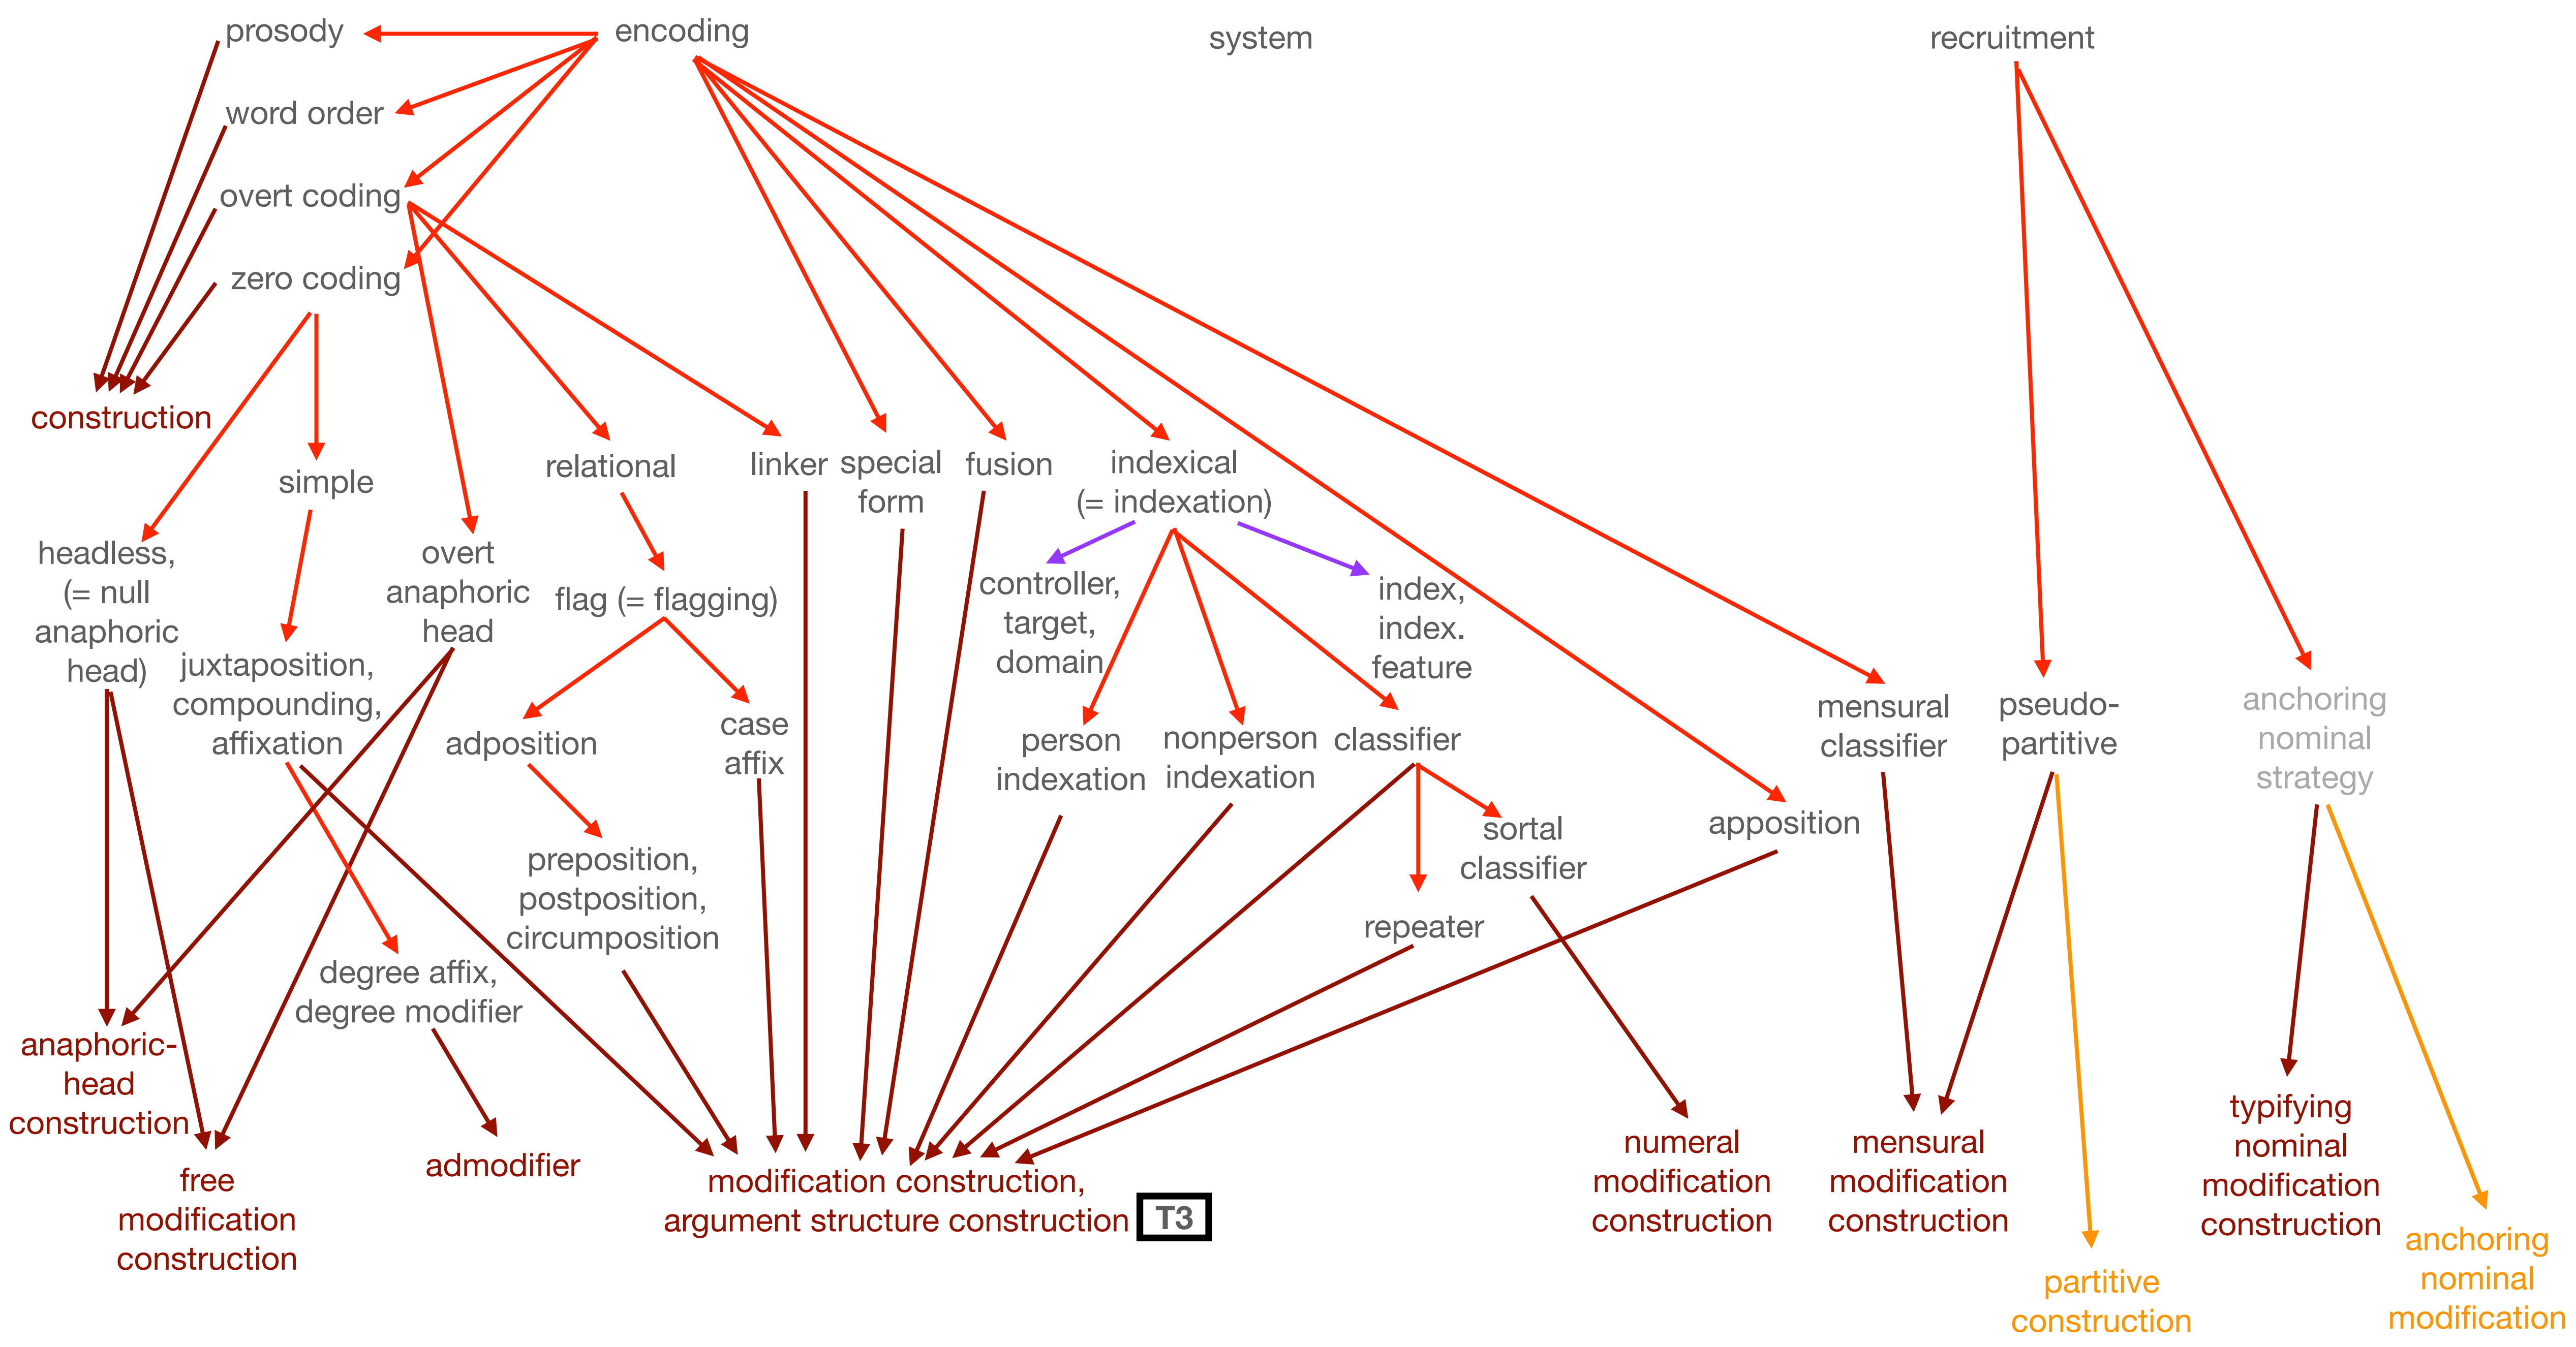 prosody
encoding
system
recruitment
word order
overt coding
zero coding
construction
simple
relational
linker
special
form
fusion
indexical
(= indexation)
headless,
(= null
anaphoric
head)
juxtaposition,
compounding,
affixation
overt
anaphoric
head
flag (= flagging)
controller,
target,
domain
index,
index.
feature
adposition
case
affix
person
indexation
nonperson
indexation
classifier
mensural
classifier
pseudo-
partitive
anchoring
nominal
strategy
preposition,
postposition,
circumposition
sortal
classifier
apposition
repeater
degree affix,
degree modifier
anaphoric-
head
construction
free
modification
construction
admodifier
modification construction,
argument structure construction
T3
numeral
modification
construction
mensural
modification
construction
typifying
nominal
modification
construction
partitive
construction
anchoring
nominal
modification